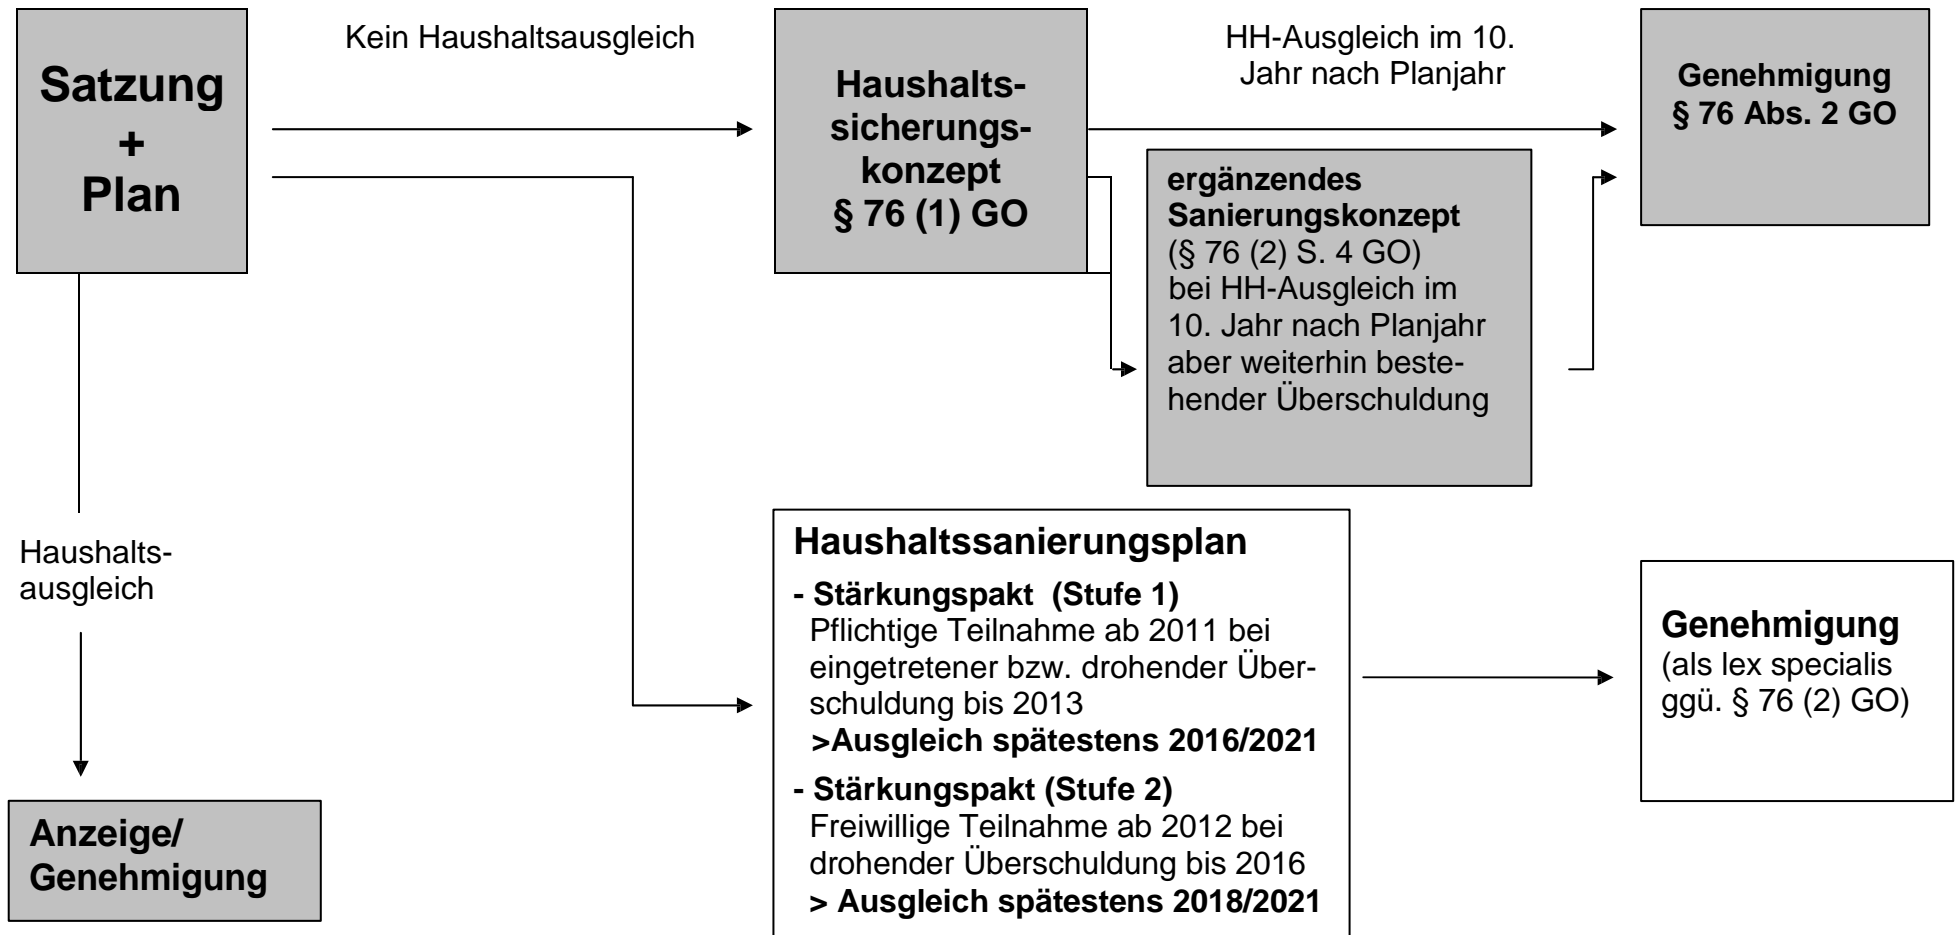 Satzung
+
Plan
Kein Haushaltsausgleich
Haushalts-
sicherungs-
konzept
§ 76 (1) GO
HH-Ausgleich im 10.
Jahr nach Planjahr
Genehmigung
§ 76 Abs. 2 GO
ergänzendes
Sanierungskonzept
(§ 76 (2) S. 4 GO)
bei HH-Ausgleich im
10. Jahr nach Planjahr
aber weiterhin beste-
hender Überschuldung
Haushalts-
ausgleich
Anzeige/
Genehmigung
Haushaltssanierungsplan
- Stärkungspakt (Stufe 1)
Pflichtige Teilnahme ab 2011 bei
eingetretener bzw. drohender Über-
schuldung bis 2013
>Ausgleich spätestens 2016/2021
- Stärkungspakt (Stufe 2)
Freiwillige Teilnahme ab 2012 bei
drohender Überschuldung bis 2016
> Ausgleich spätestens 2018/2021
Genehmigung
(als lex specialis
ggü. § 76 (2) GO)